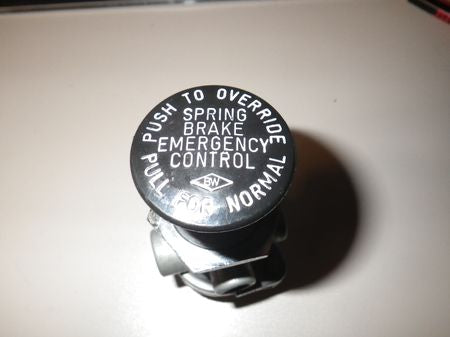 PUSH TO OVERRIDE
SPRING
BRAKE
EMERGENCY
CONTROL
BW
PULL FOR NORMAL